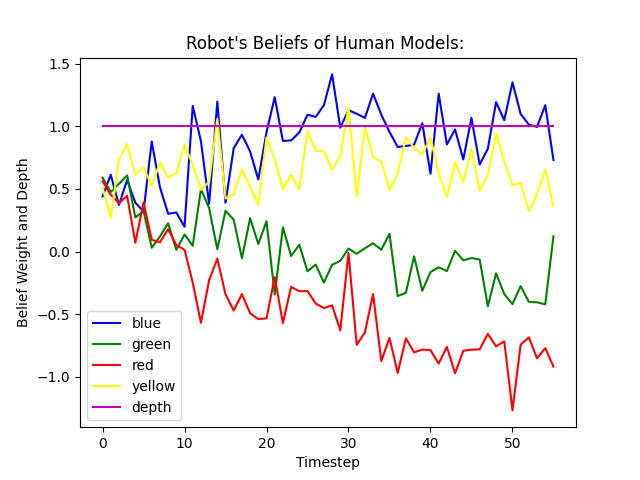 Robot's Beliefs of Human Models:
Belief Weight and Depth
1.5
1.0
0.5
0.0
−0.5
−1.0
blue
green
red
yellow
depth
0 10 20 30 40 50
Timestep